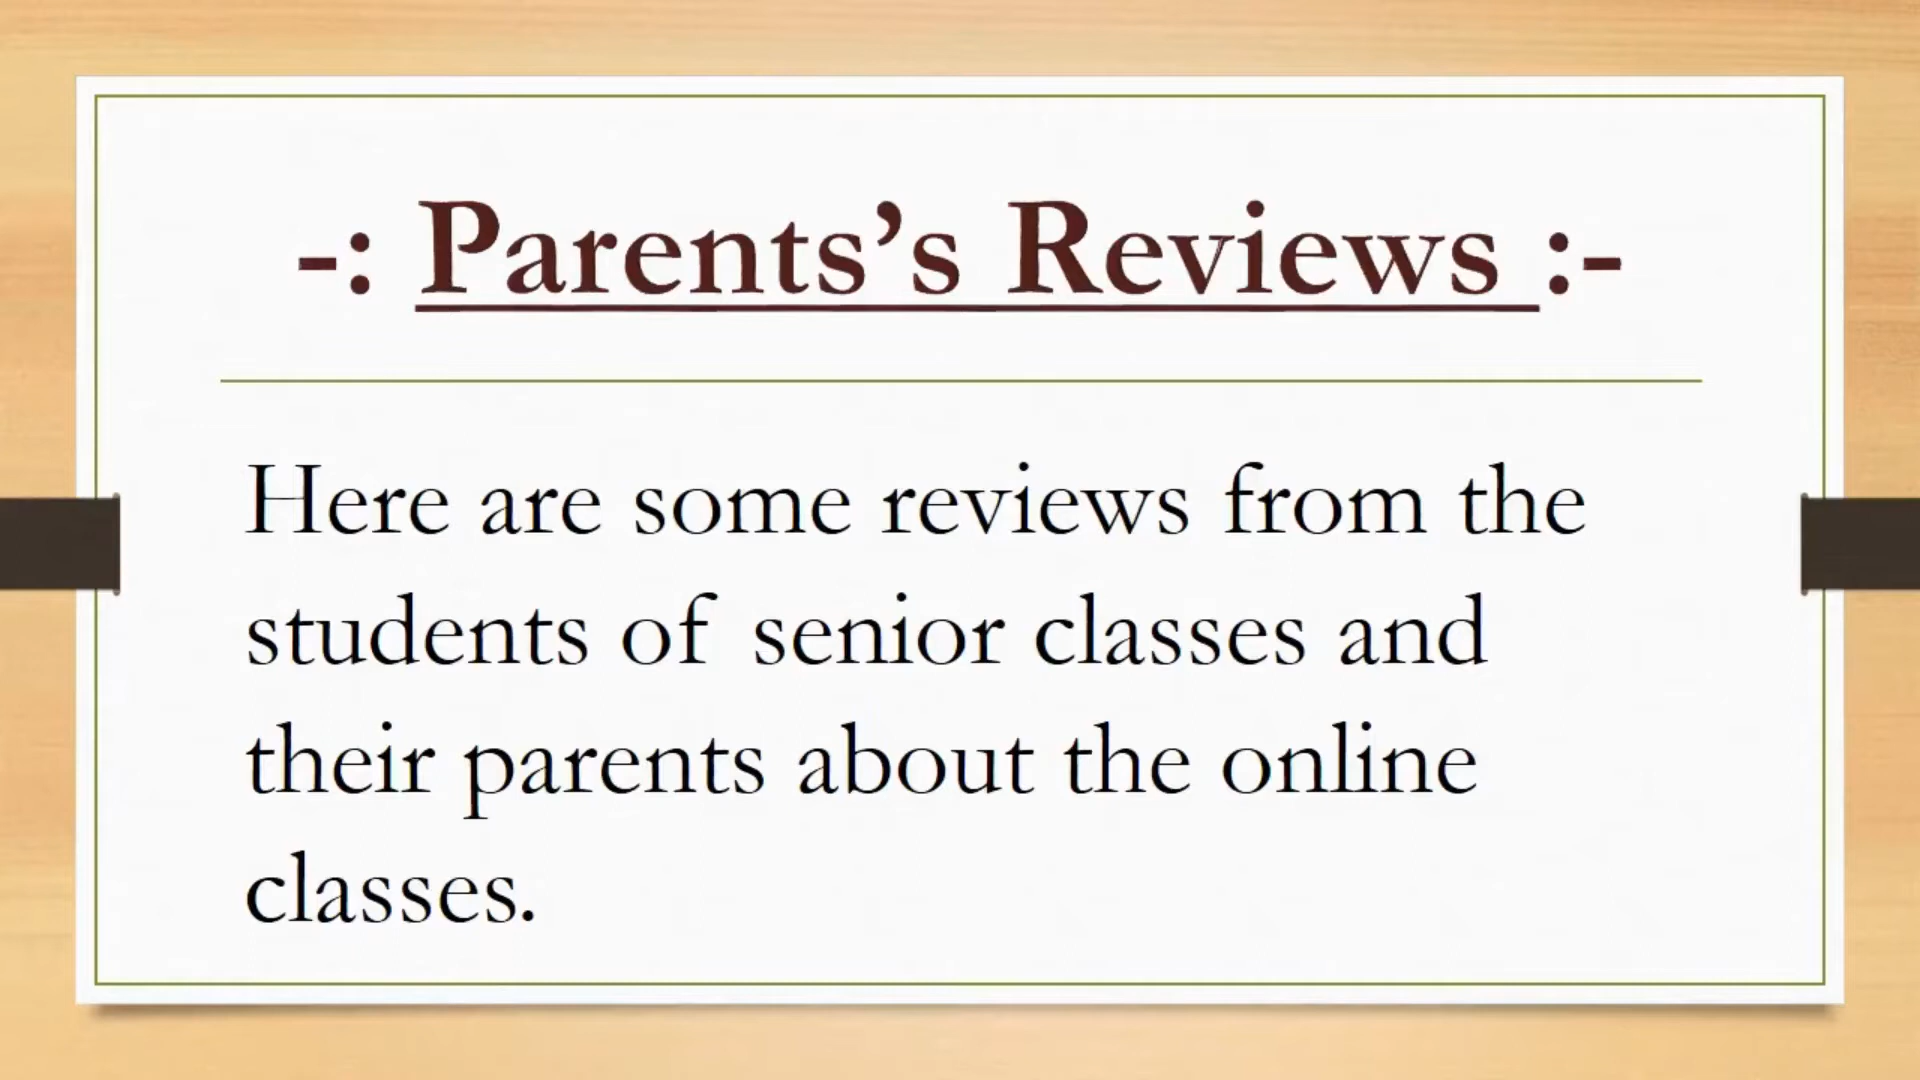 -: Parents’s Reviews :-
Here are some reviews from the
students of senior classes and
their parents about the online
classes.